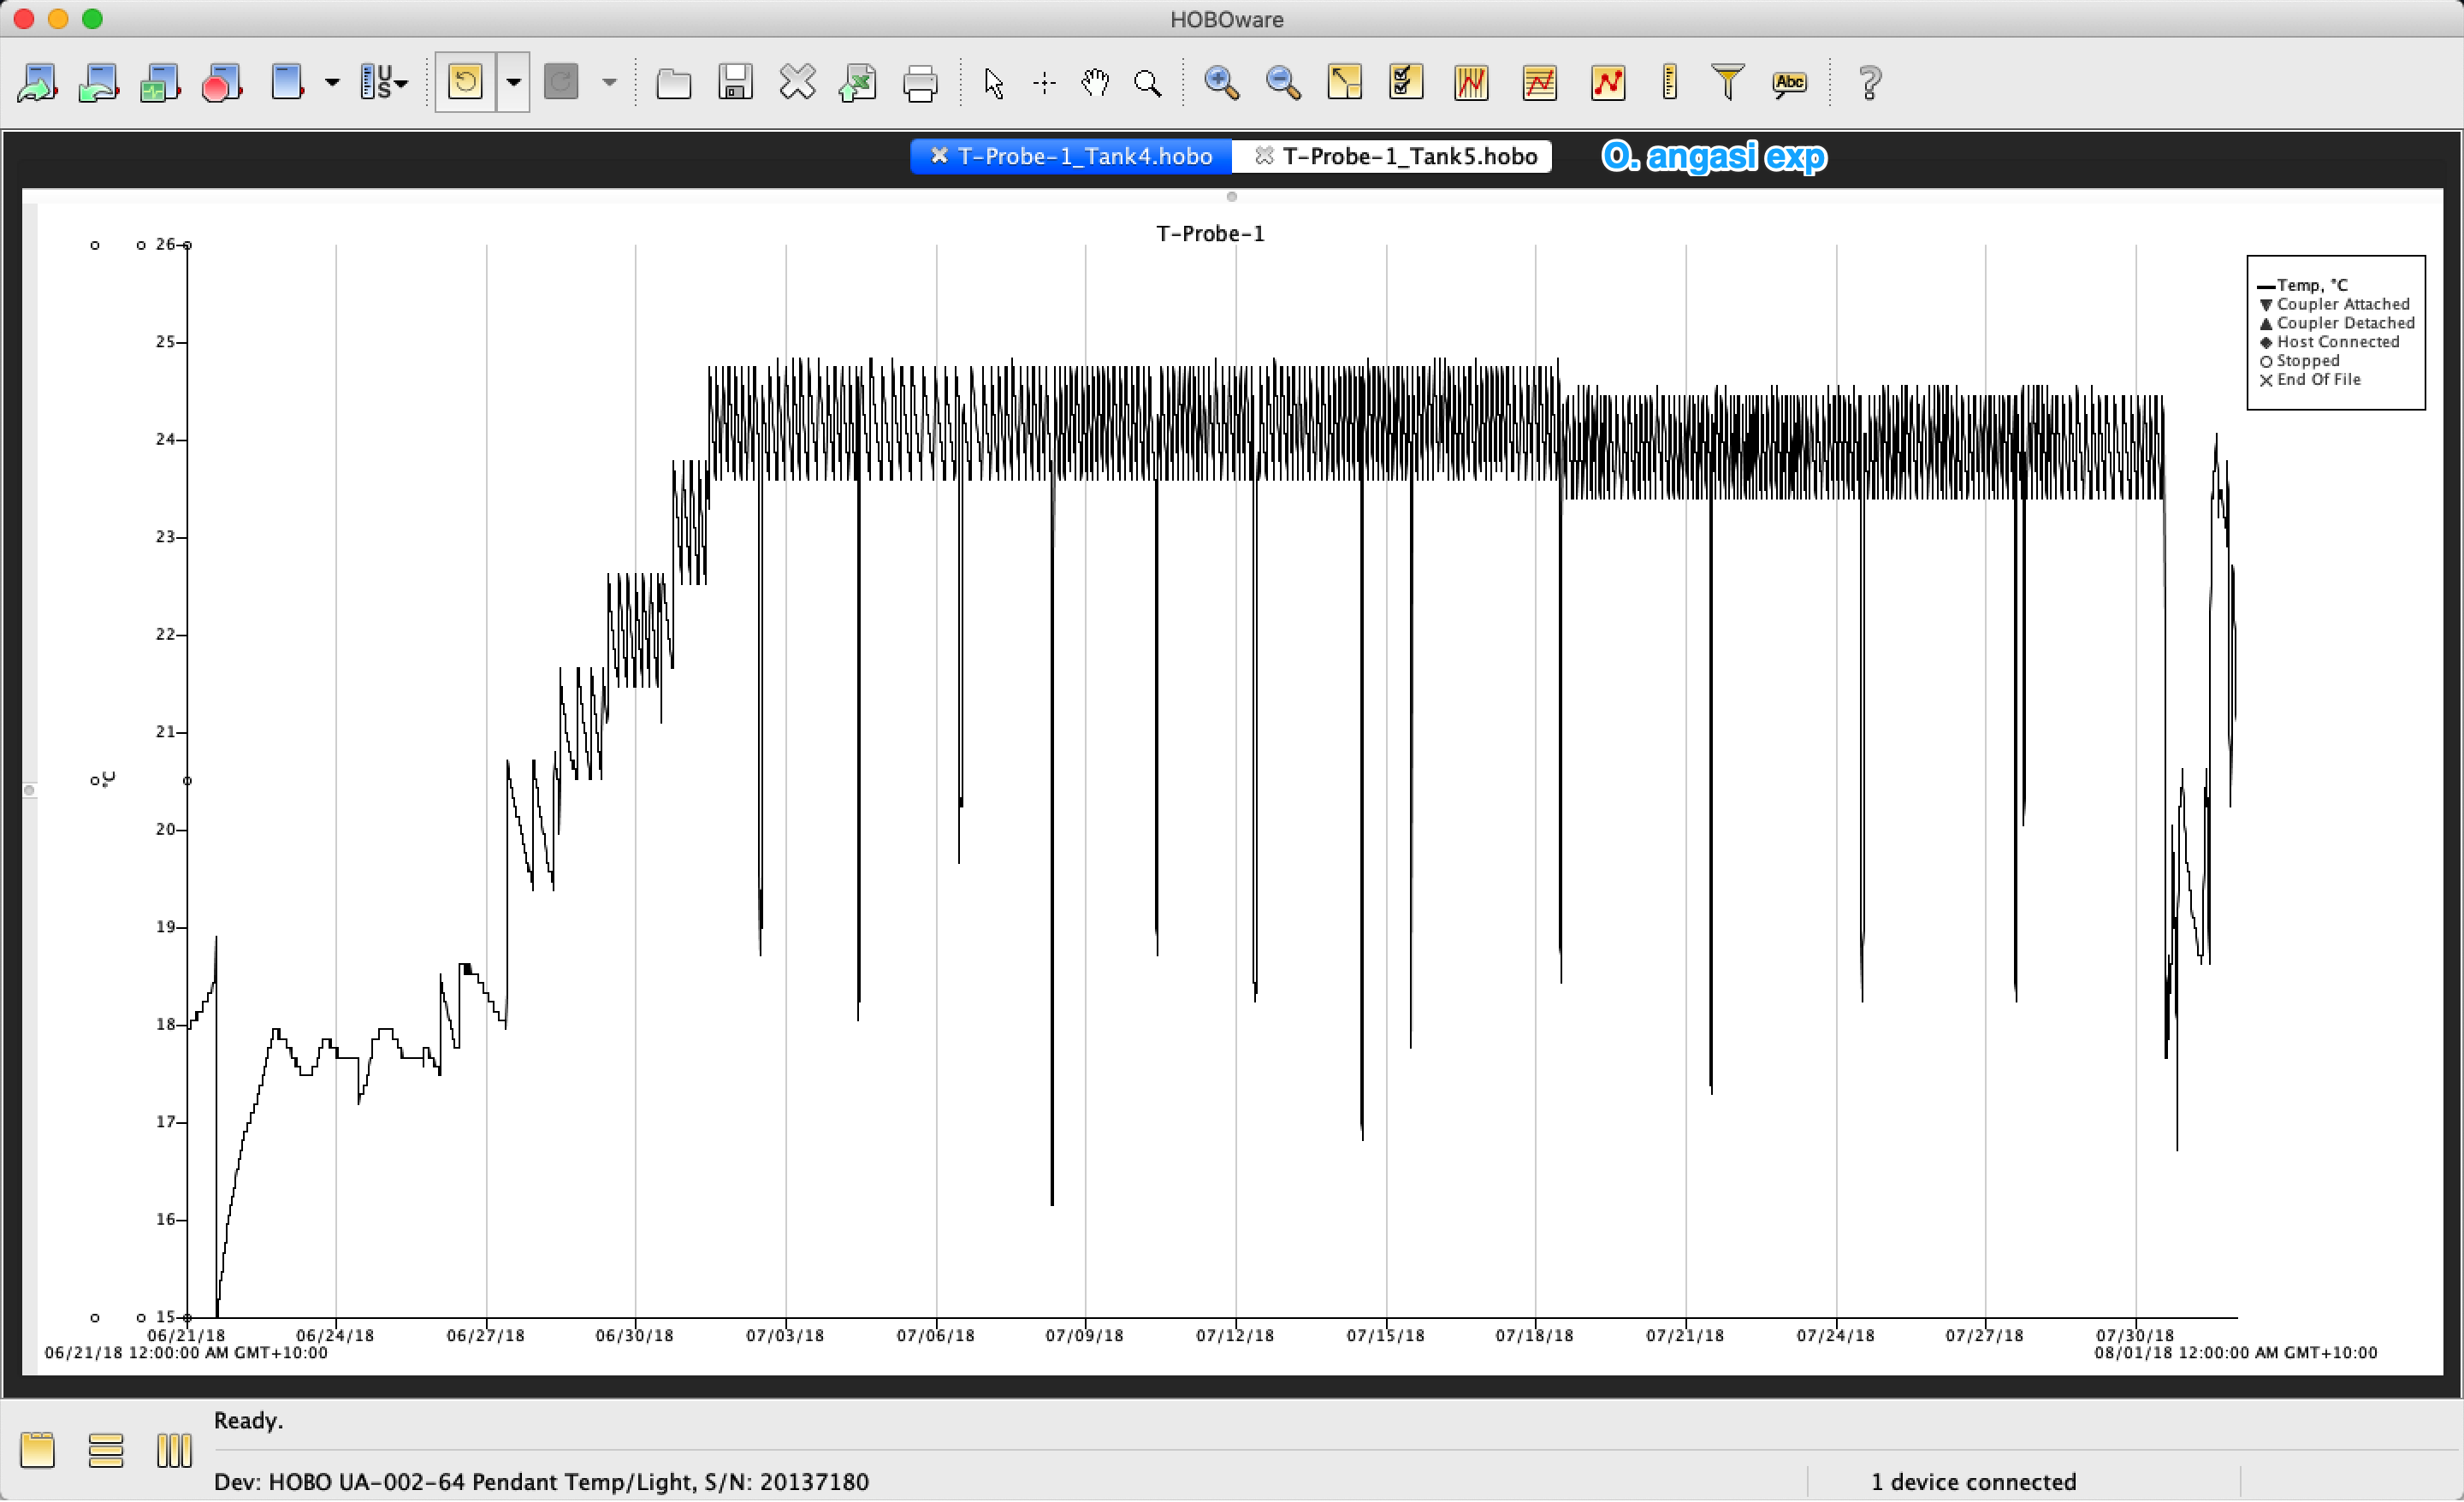 HOBOware
U
S
Abc
?
T-Probe-1_Tank4.hobo
T-Probe-1_Tank5.hobo
O. angasi exp
T-Probe-1
Temp, °C
Coupler Attached
Coupler Detached
Host Connected
Stopped
End Of File
26
25
24
23
22
21
°C
20
19
18
17
16
15
06/21/18 06/24/18 06/27/18 06/30/18 07/03/18 07/06/18 07/09/18 07/12/18 07/15/18 07/18/18 07/21/18 07/24/18 07/27/18 07/30/18
06/21/18 12:00:00 AM GMT+10:00
08/01/18 12:00:00 AM GMT+10:00
Ready.
Dev: HOBO UA-002-64 Pendant Temp/Light, S/N: 20137180
1 device connected